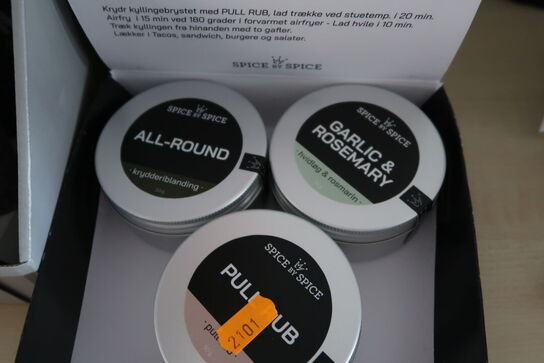 Krydr kyllingebrystet med PULL RUB, lad trække ved stuetemp. i 20 min.
Airfry i 15 min ved 180 grader i forvarmet airfryer - Lad hvile i 10 min.
Træk kyllingen fra hinanden med to gafler.
Lækker i Tacos, sandwich, burgere og salater.
SPICE BY SPICE
SPICE BY SPICE
ALL-ROUND
· krydderiblanding ·
SPICE BY SPICE
GARLIC &
ROSEMARY
· hvidløg & rosmarin ·
SPICE BY SPICE
PULL RUB
2101